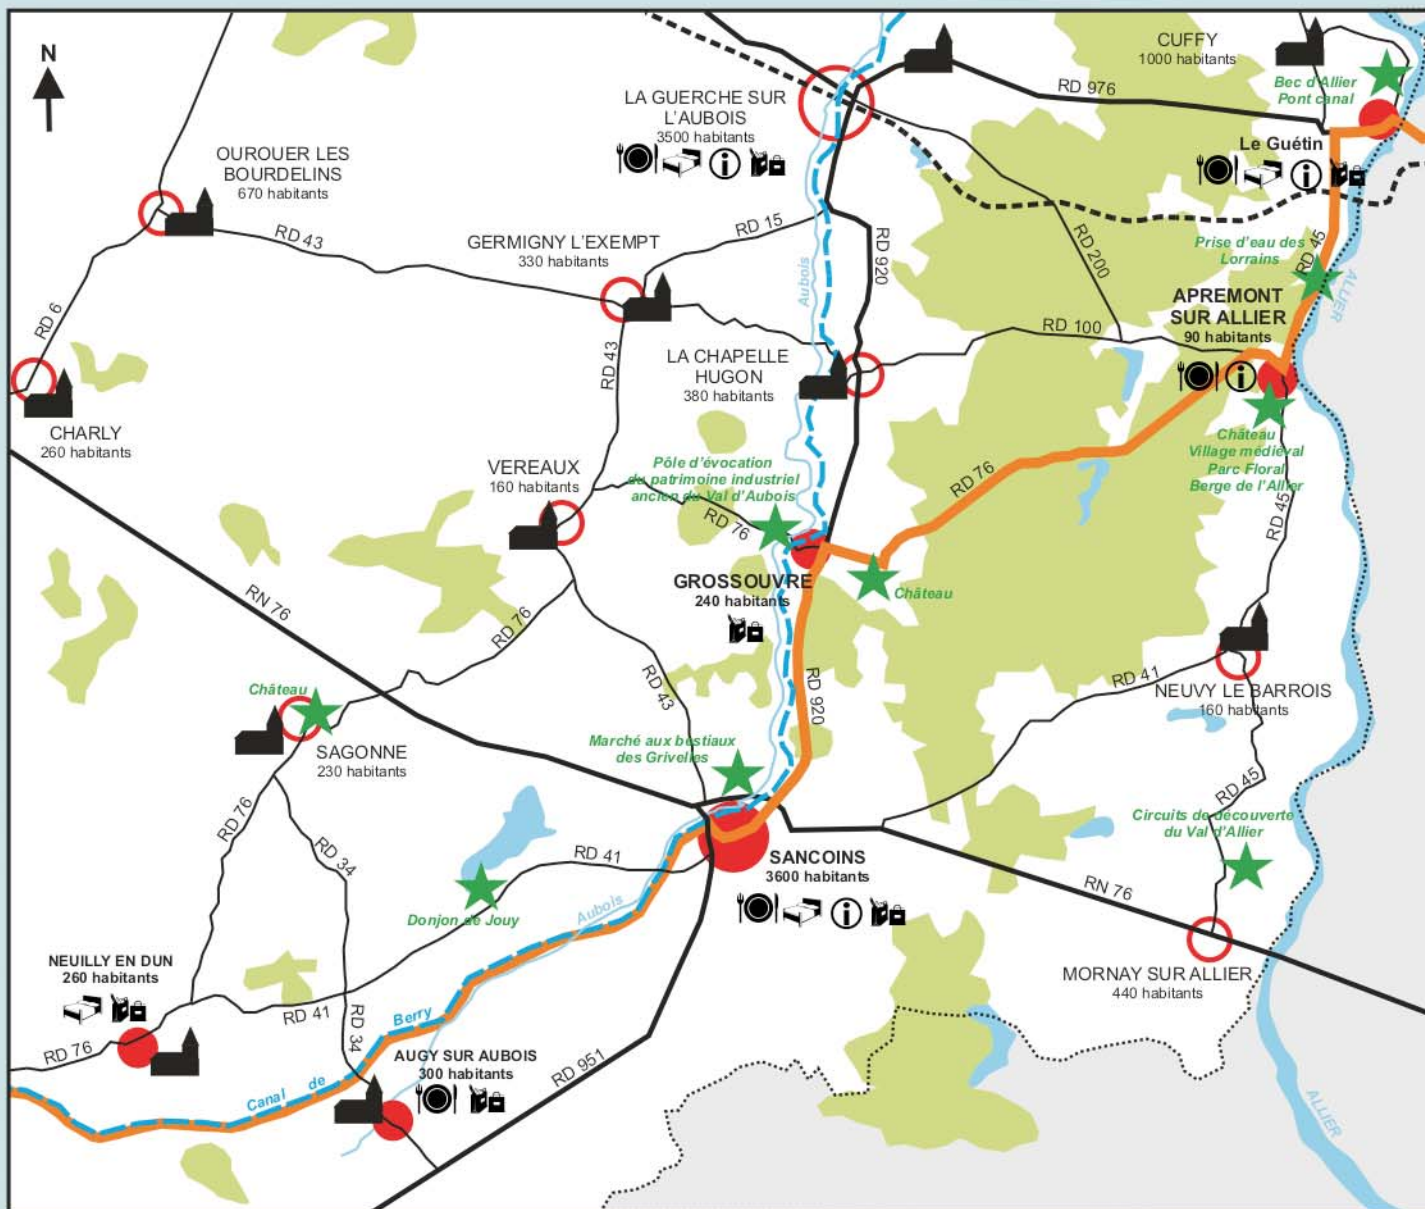 N
CUFFY
1000 habitants
Bec d'Allier
Pont canal
RD 976
LA GUERCHE SUR
L'AUBOIS
3500 habitants
Le Guétin
OUROUER LES
BOURDELINS
670 habitants
RD 43
GERMIGNY L'EXEMPT
330 habitants
RD 15
Aubois
RD 920
RD 200
Prise d'eau des
Lorrains
RD 45
ALLIER
APREMONT
SUR ALLIER
90 habitants
RD 6
RD 43
LA CHAPELLE
HUGON
380 habitants
RD 100
CHARLY
260 habitants
Château
Village médiéval
Parc Floral
Berge de l'Allier
VEREAUX
160 habitants
Pôle d'évocation
du patrimoine industriel
ancien du Val d'Aubois
RD 76
RD 76
RD 45
GROSSOUVRE
240 habitants
Château
RN 76
RD 76
RD 43
RD 920
RD 41
NEUVY LE BARROIS
160 habitants
Château
SAGONNE
230 habitants
Marché aux bestiaux
des Grivelles
RD 45
Circuits de découverte
du Val d'Allier
RD 76
RD 34
RD 41
SANCOINS
3600 habitants
RN 76
Donjon de Jouy
Aubois
NEUILLY EN DUN
260 habitants
MORNAY SUR ALLIER
440 habitants
RD 41
RD 34
Berry
RD 76
AUGY SUR AUBOIS
300 habitants
RD 951
Canal de
ALLIER